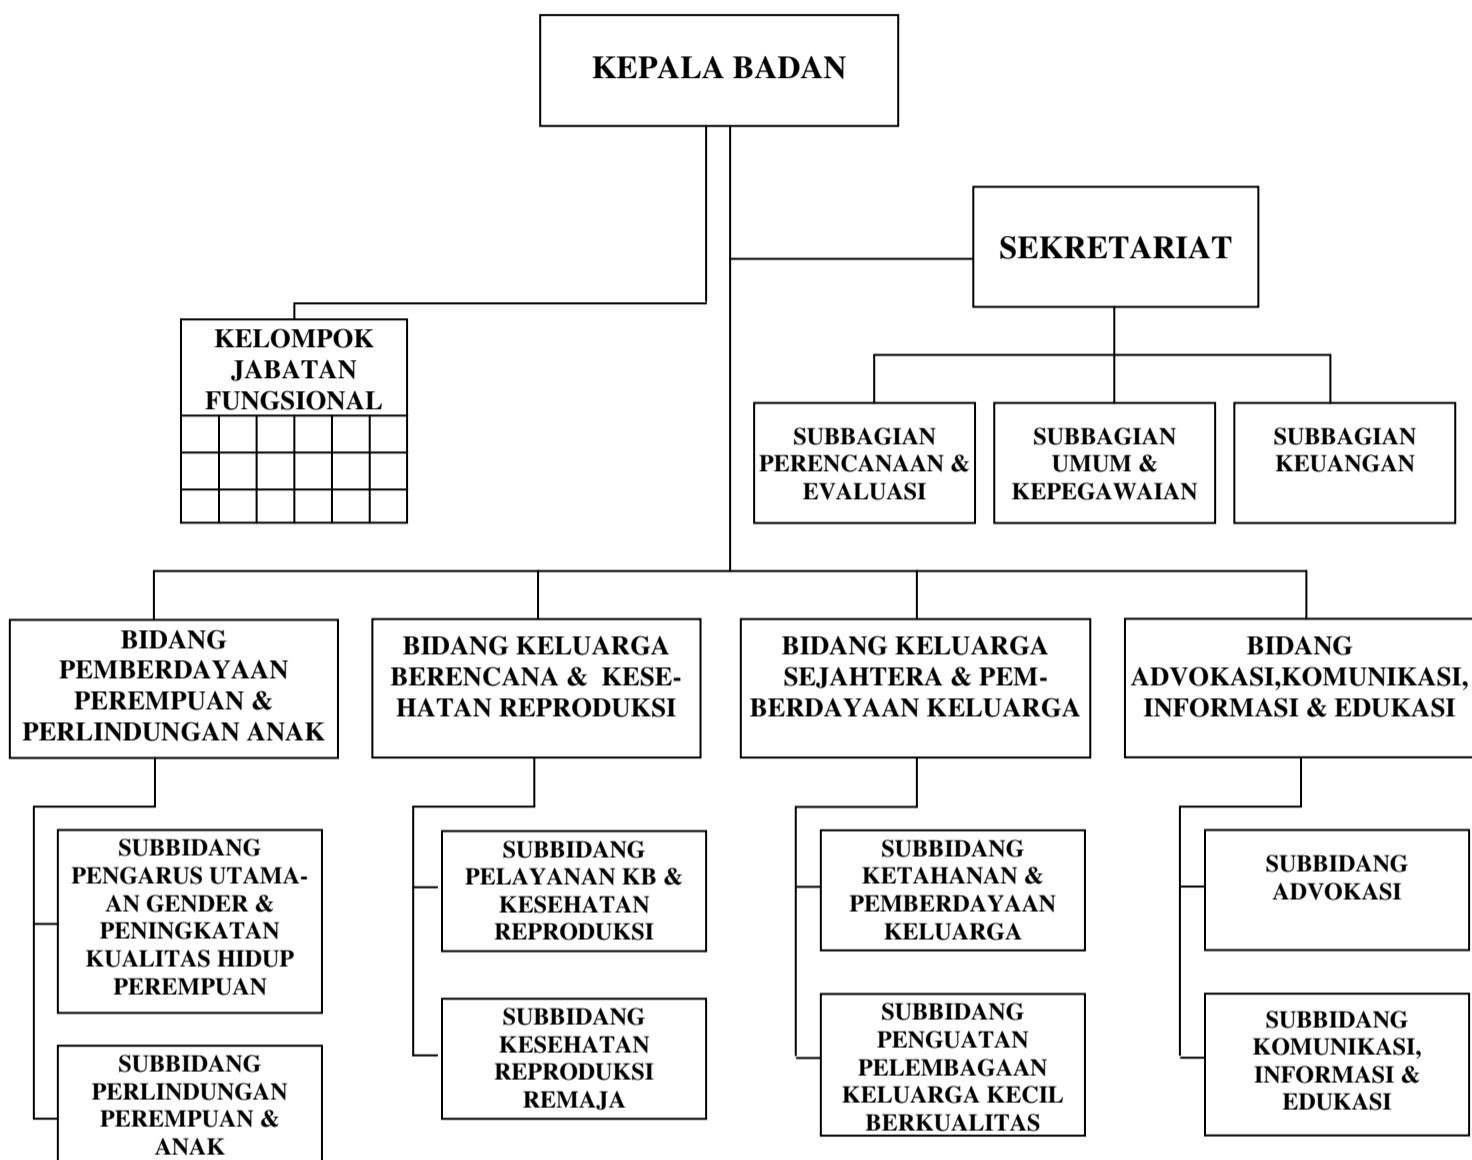 KEPALA BADAN
SEKRETARIAT
KELOMPOK
JABATAN
FUNGSIONAL
SUBBAGIAN
PERENCANAAN &
EVALUASI
SUBBAGIAN
UMUM &
KEPEGAWAIAN
SUBBAGIAN
KEUANGAN
BIDANG
PEMBERDAYAAN
PEREMPUAN &
PERLINDUNGAN ANAK
BIDANG KELUARGA
BERENCANA & KESE-
HATAN REPRODUKSI
BIDANG KELUARGA
SEJAHTERA & PEM-
BERDAYAAN KELUARGA
BIDANG
ADVOKASI,KOMUNIKASI,
INFORMASI & EDUKASI
SUBBIDANG
PENGARUS UTAMA-
AN GENDER &
PENINGKATAN
KUALITAS HIDUP
PEREMPUAN
SUBBIDANG
PELAYANAN KB &
KESEHATAN
REPRODUKSI
SUBBIDANG
KETAHANAN &
PEMBERDAYAAN
KELUARGA
SUBBIDANG
ADVOKASI
SUBBIDANG
PERLINDUNGAN
PEREMPUAN &
ANAK
SUBBIDANG
KESEHATAN
REPRODUKSI
REMAJA
SUBBIDANG
PENGUATAN
PELEMBAGAAN
KELUARGA KECIL
BERKUALITAS
SUBBIDANG
KOMUNIKASI,
INFORMASI &
EDUKASI